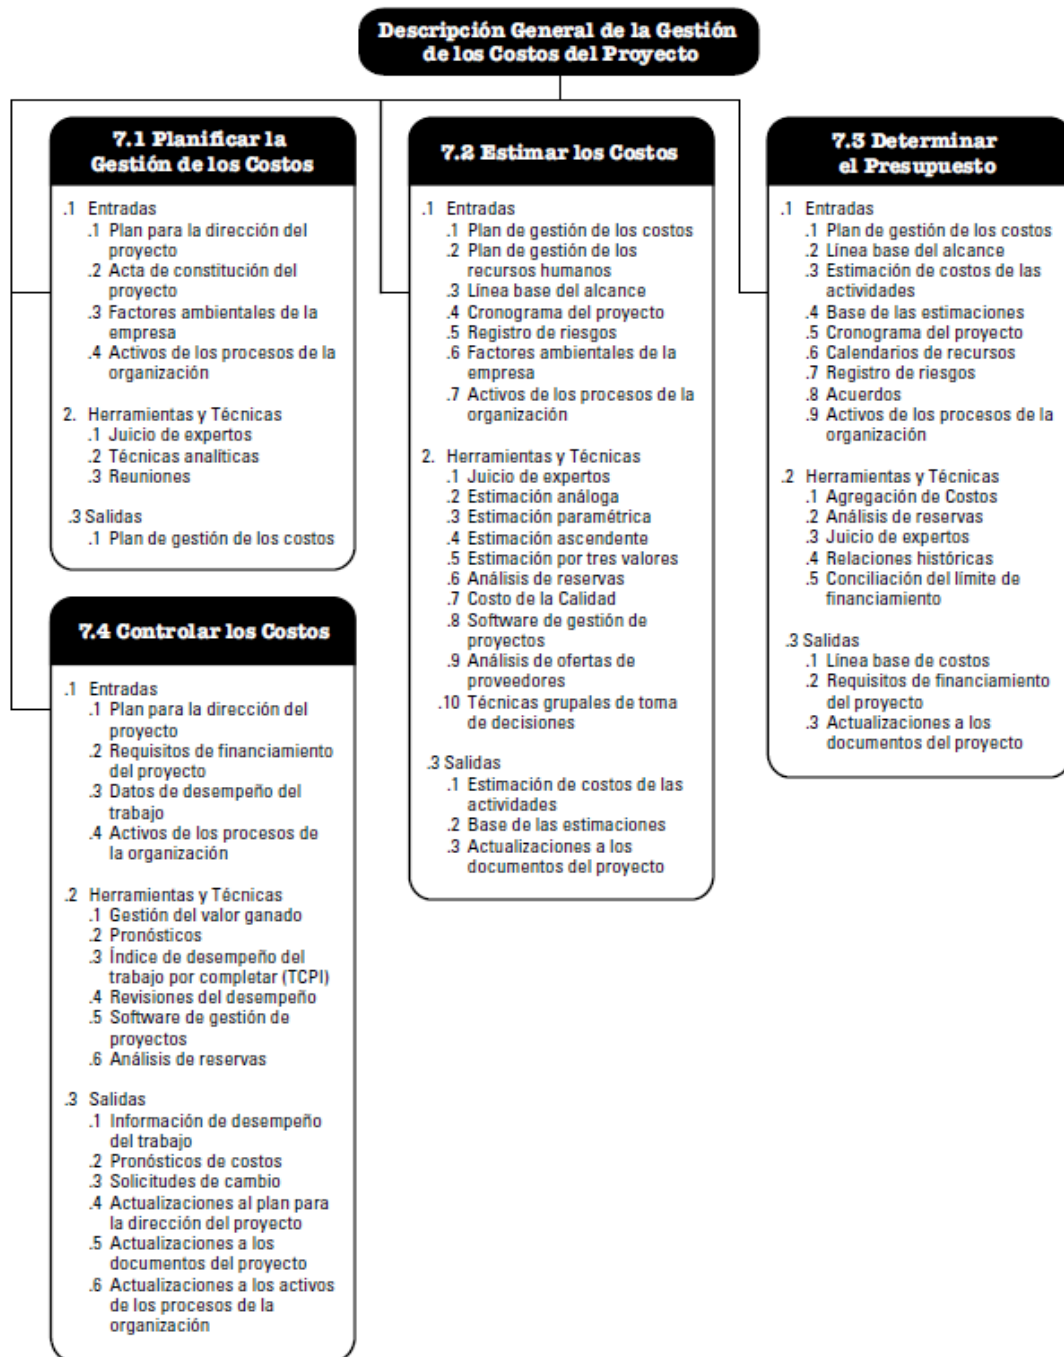 Descripción General de la Gestión
de los Costos del Proyecto
7.1 Planificar la
Gestión de los Costos
.1 Entradas
.1 Plan para la dirección del
proyecto
.2 Acta de constitución del
proyecto
.3 Factores ambientales de la
empresa
.4 Activos de los procesos de la
organización
2. Herramientas y Técnicas
.1 Juicio de expertos
.2 Técnicas analíticas
.3 Reuniones
.3 Salidas
.1 Plan de gestión de los costos
7.2 Estimar los Costos
.1 Entradas
.1 Plan de gestión de los costos
.2 Plan de gestión de los
recursos humanos
.3 Línea base del alcance
.4 Cronograma del proyecto
.5 Registro de riesgos
.6 Factores ambientales de la
empresa
.7 Activos de los procesos de la
organización
2. Herramientas y Técnicas
.1 Juicio de expertos
.2 Estimación análoga
.3 Estimación paramétrica
.4 Estimación ascendente
.5 Estimación por tres valores
.6 Análisis de reservas
.7 Costo de la Calidad
.8 Software de gestión de
proyectos
.9 Análisis de ofertas de
proveedores
.10 Técnicas grupales de toma
de decisiones
.3 Salidas
.1 Estimación de costos de las
actividades
.2 Base de las estimaciones
.3 Actualizaciones a los
documentos del proyecto
7.3 Determinar
el Presupuesto
.1 Entradas
.1 Plan de gestión de los costos
.2 Línea base del alcance
.3 Estimación de costos de las
actividades
.4 Base de las estimaciones
.5 Cronograma del proyecto
.6 Calendarios de recursos
.7 Registro de riesgos
.8 Acuerdos
.9 Activos de los procesos de la
organización
.2 Herramientas y Técnicas
.1 Agregación de Costos
.2 Análisis de reservas
.3 Juicio de expertos
.4 Relaciones históricas
.5 Conciliación del límite de
financiamiento
.3 Salidas
.1 Línea base de costos
.2 Requisitos de financiamiento
del proyecto
.3 Actualizaciones a los
documentos del proyecto
7.4 Controlar los Costos
.1 Entradas
.1 Plan para la dirección del
proyecto
.2 Requisitos de financiamiento
del proyecto
.3 Datos de desempeño del
trabajo
.4 Activos de los procesos de
la organización
.2 Herramientas y Técnicas
.1 Gestión del valor ganado
.2 Pronósticos
.3 Índice de desempeño del
trabajo por completar (TCPI)
.4 Revisiones del desempeño
.5 Software de gestión de
proyectos
.6 Análisis de reservas
.3 Salidas
.1 Información de desempeño
del trabajo
.2 Pronósticos de costos
.3 Solicitudes de cambio
.4 Actualizaciones al plan para
la dirección del proyecto
.5 Actualizaciones a los
documentos del proyecto
.6 Actualizaciones a los activos
de los procesos de la
organización